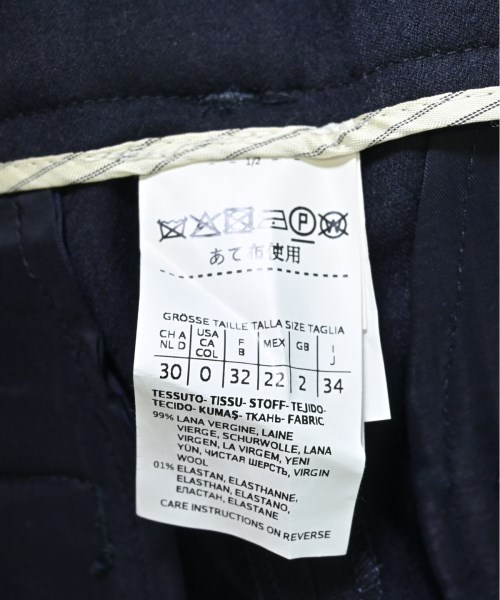 1/2
P
W
あて布使用
GRÖSSE TAILLE TALLA SIZE TAGLIA
CH A NL D USA CA COL F B MEX GB I J
30 0 32 22 2 34
TESSUTO- TISSU- STOFF- TEJIDO-
TECIDO- KUMAŞ- ТКАНЬ- FABRIC
99% LANA VERGINE, LAINE
VIERGE, SCHURWOLLE, LANA
VIRGEN, LA VIRGEM, YENI
YÜN, ЧИСТАЯ ШЕРСТЬ, VIRGIN
WOOL
01% ELASTAN, ELASTHANNE,
ELASTHAN, ELASTANO,
ЕЛАСТАН, ELASTANE
CARE INSTRUCTIONS ON REVERSE